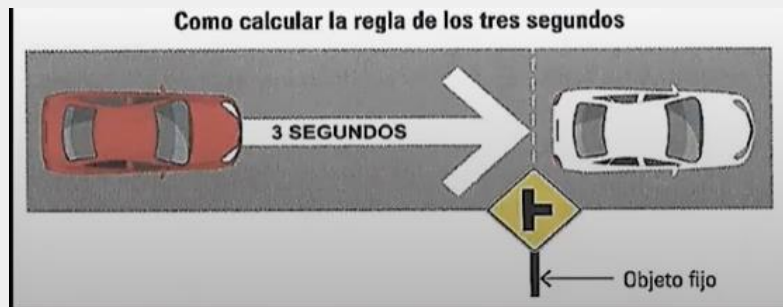 Como calcular la regla de los tres segundos
3 SEGUNDOS
Objeto fijo